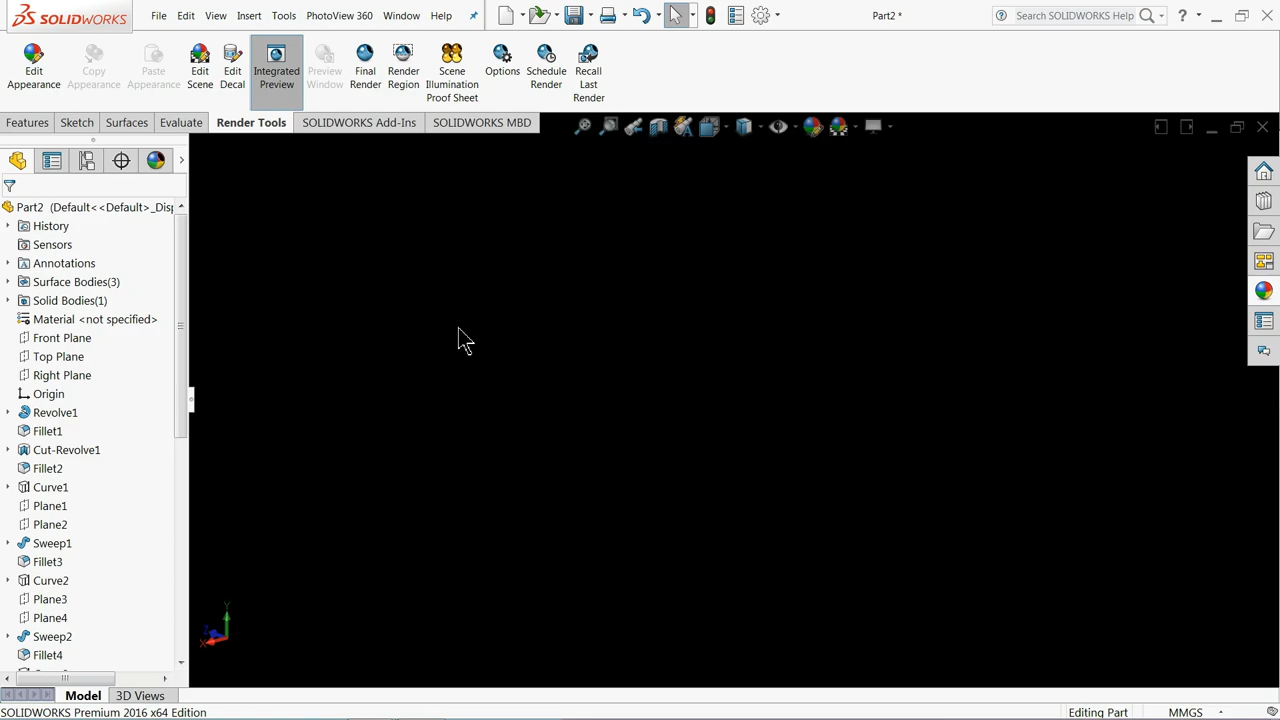 SOLIDWORKS File Edit View Insert Tools PhotoView 360 Window Help Part2 * Search SOLIDWORKS Help ?
Edit Appearance
Copy Appearance
Paste Appearance
Edit Scene
Edit Decal
Integrated Preview
Preview Window
Final Render
Render Region
Scene Illumination Proof Sheet
Options
Schedule Render
Recall Last Render
Features Sketch Surfaces Evaluate Render Tools SOLIDWORKS Add-Ins SOLIDWORKS MBD
Part2 (Default<<Default>_Disp
History
Sensors
Annotations
Surface Bodies(3)
Solid Bodies(1)
Material <not specified>
Front Plane
Top Plane
Right Plane
Origin
Revolve1
Fillet1
Cut-Revolve1
Fillet2
Curve1
Plane1
Plane2
Sweep1
Fillet3
Curve2
Plane3
Plane4
Sweep2
Fillet4
Y
Z
X
Model 3D Views
SOLIDWORKS Premium 2016 x64 Edition Editing Part MMGS